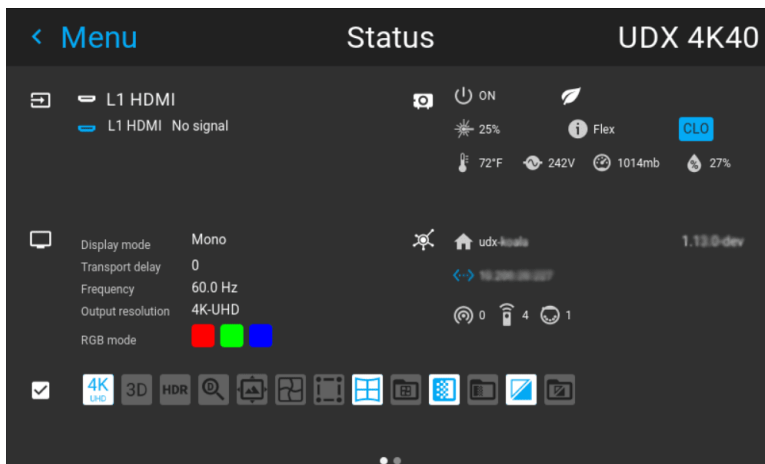 Menu
Status
UDX 4K40
L1 HDMI
L1 HDMI No signal
ON
25%
Flex
CLO
72°F
242V
1014mb
27%
Display mode Mono
Transport delay 0
Frequency 60.0 Hz
Output resolution 4K-UHD
RGB mode
udx-
0
4
1
4K
UHD
3D
HDR
D